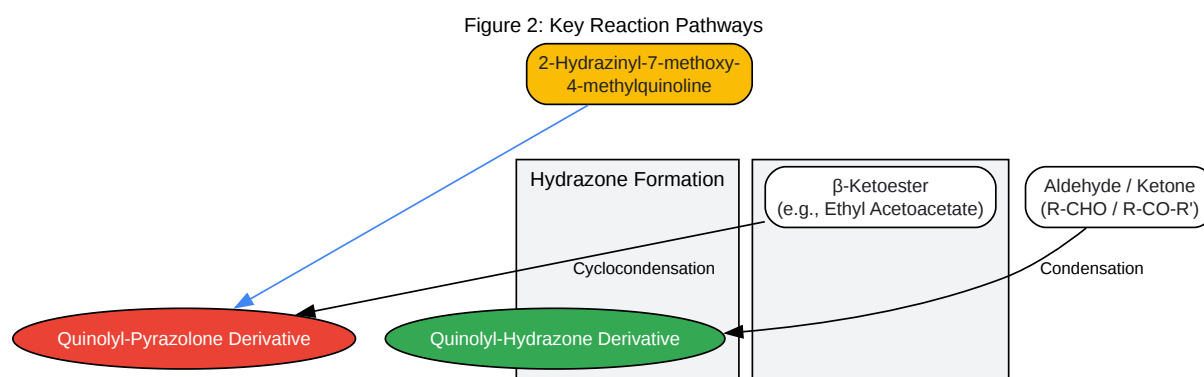 Figure 2: Key Reaction Pathways
2-Hydrazinyl-7-methoxy-
4-methylquinoline
Hydrazone Formation
β-Ketoester
(e.g., Ethyl Acetoacetate)
Aldehyde / Ketone
(R-CHO / R-CO-R')
Cyclocondensation
Condensation
Quinolyl-Pyrazolone Derivative
Quinolyl-Hydrazone Derivative